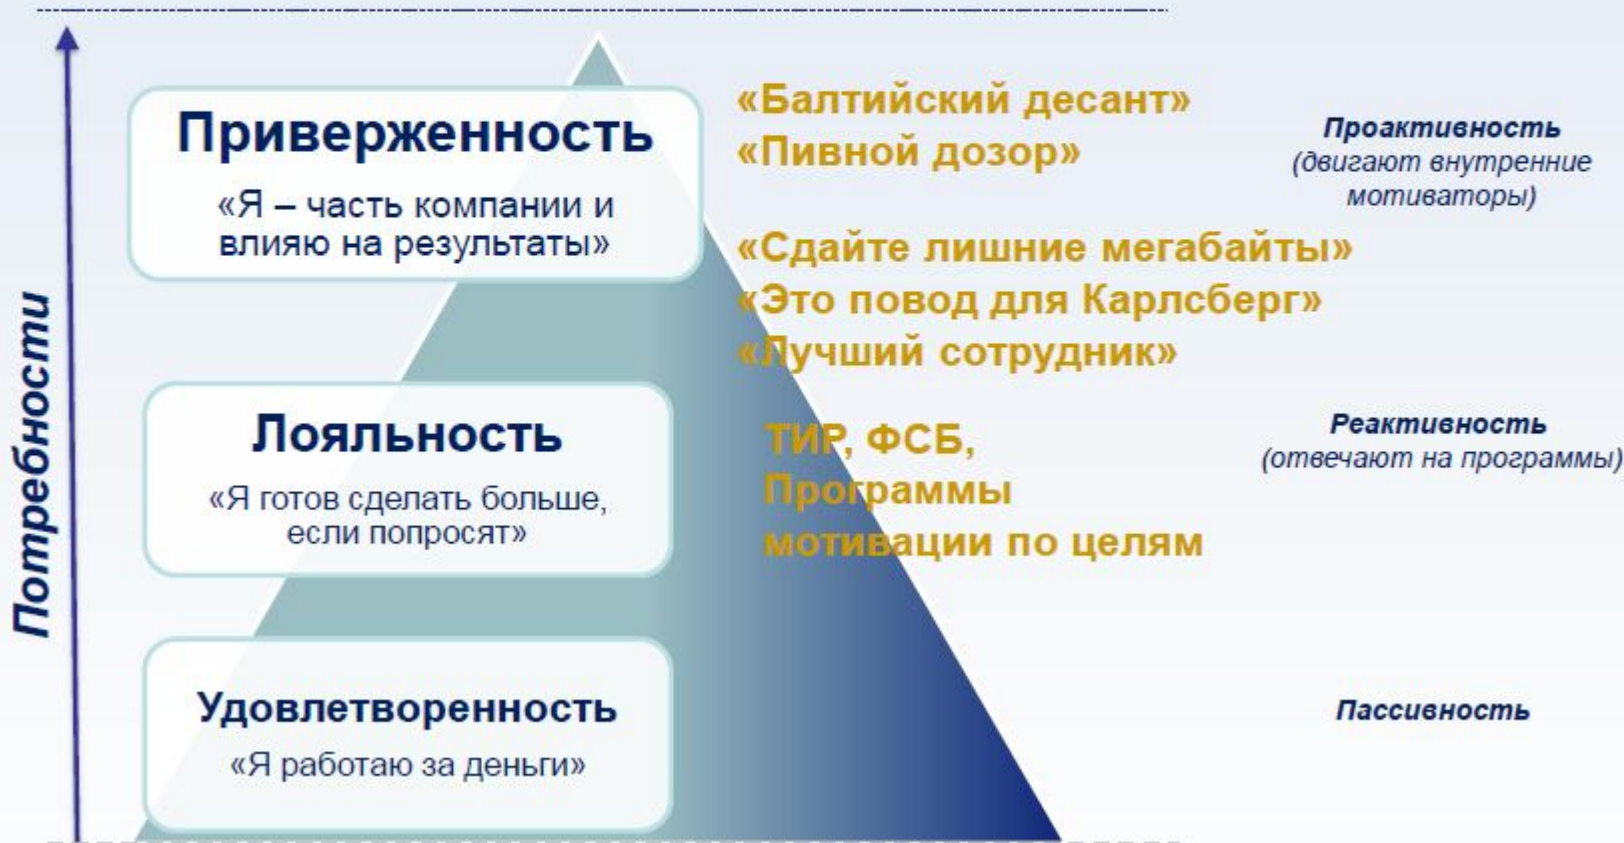 Потребности
Приверженность
«Я – часть компании и
влияю на результаты»
«Балтийский десант»
«Пивной дозор»
Проактивность
(двигают внутренние
мотиваторы)
«Сдайте лишние мегабайты»
«Это повод для Карлсберг»
«Лучший сотрудник»
Лояльность
«Я готов сделать больше,
если попросят»
ТИР, ФСБ,
Программы
мотивации по целям
Реактивность
(отвечают на программы)
Удовлетворенность
«Я работаю за деньги»
Пассивность